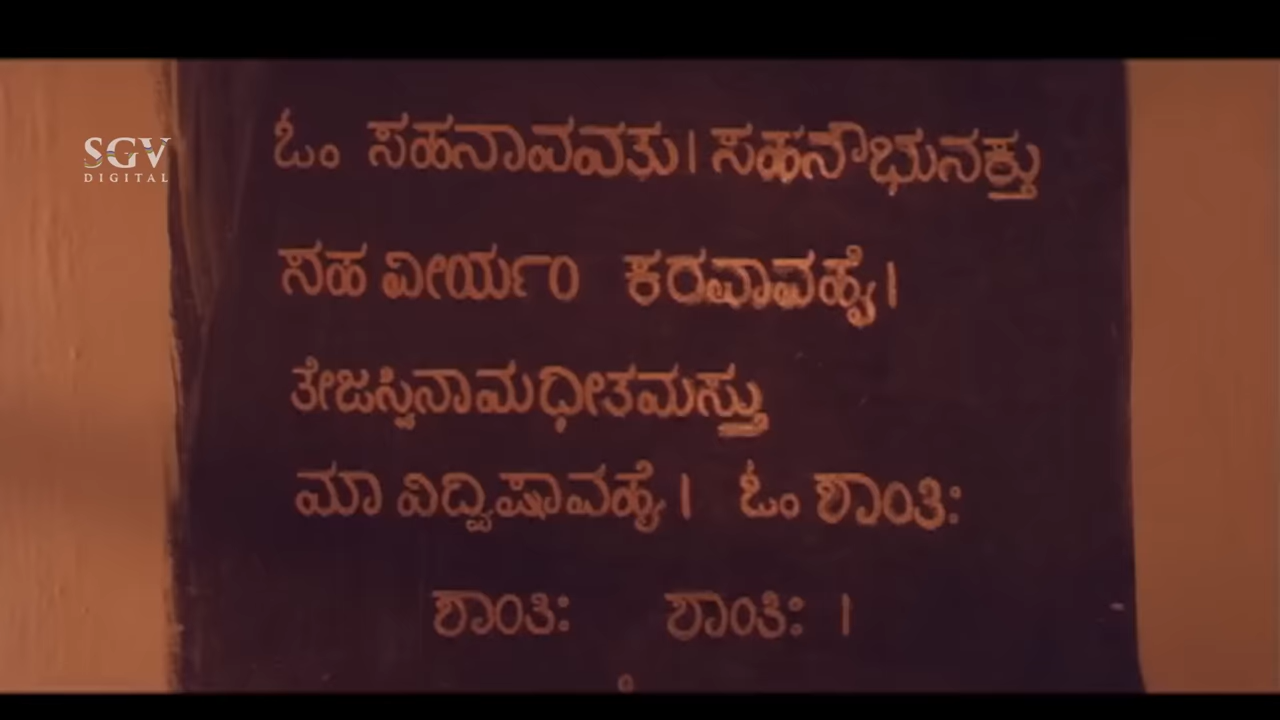 SGV
DIGITAL
ಓಂ ಸಹನಾವವತು। ಸಹನೌಭುನಕ್ತು
ಸಹ ವೀರ್ಯಂ ಕರವಾವಹೈ।
ತೇಜಸ್ವಿನಾಮಧೀತಮಸ್ತು
ಮಾ ವಿದ್ವಿಷಾವಹೈ। ಓಂ ಶಾಂತಿಃ
ಶಾಂತಿಃ ಶಾಂತಿಃ ।